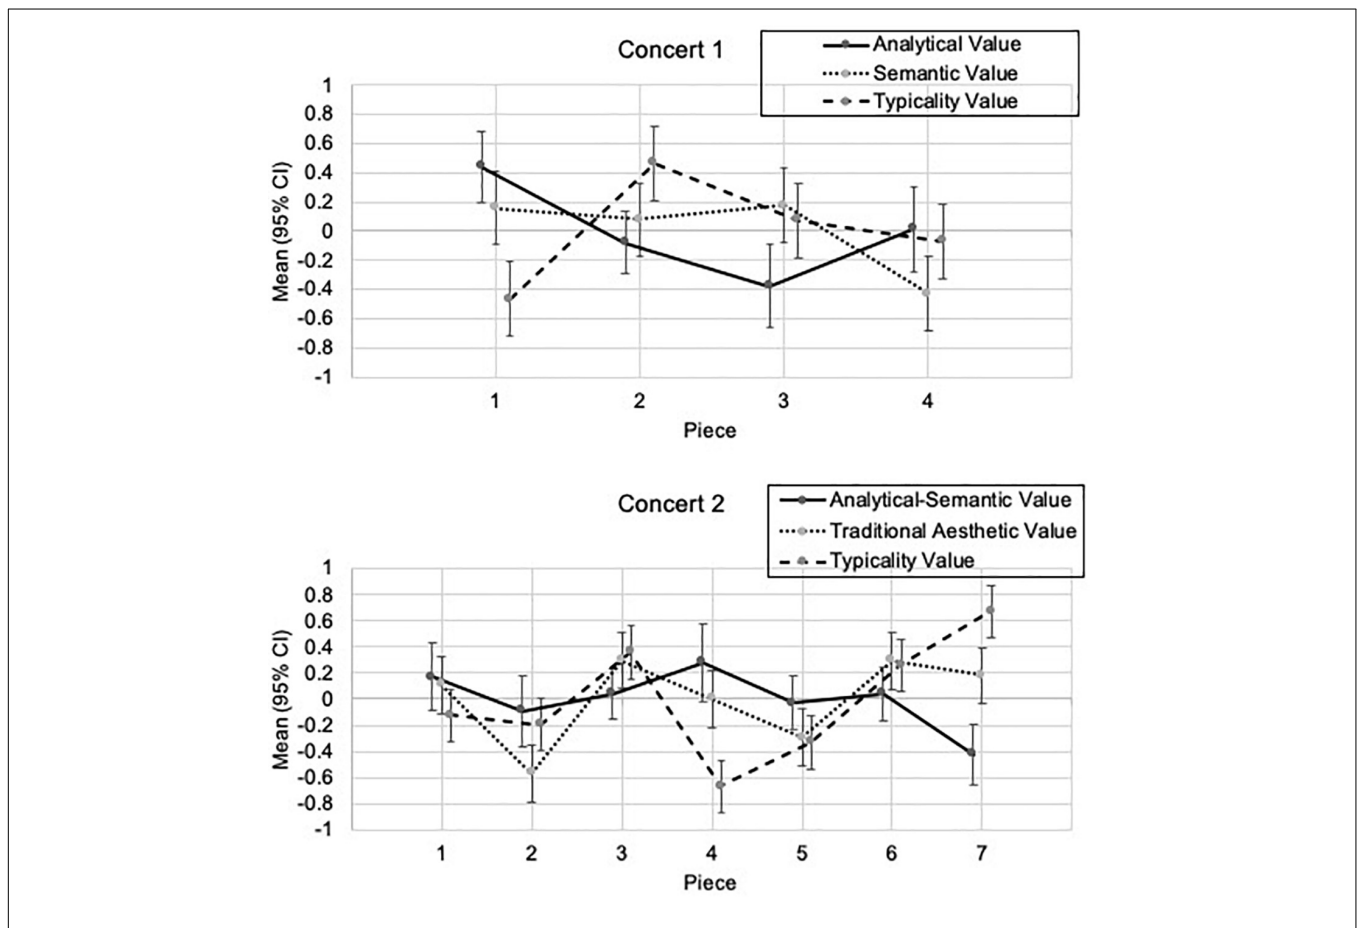 Concert 1
Analytical Value
Semantic Value
Typicality Value
Mean (95% CI)
1
0.8
0.6
0.4
0.2
0
-0.2
-0.4
-0.6
-0.8
-1
1 2 3 4
Piece
Concert 2
Analytical-Semantic Value
Traditional Aesthetic Value
Typicality Value
Mean (95% CI)
1
0.8
0.6
0.4
0.2
0
-0.2
-0.4
-0.6
-0.8
-1
1 2 3 4 5 6 7
Piece